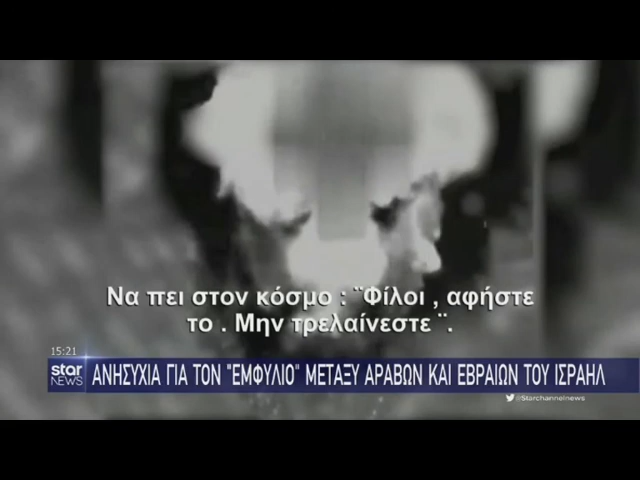 Να πει στον κόσμο : ¨Φίλοι , αφήστε
το . Μην τρελαίνεστε ¨.
15:21
star
NEWS
ΑΝΗΣΥΧΙΑ ΓΙΑ ΤΟΝ "ΕΜΦΥΛΙΟ" ΜΕΤΑΞΥ ΑΡΑΒΩΝ ΚΑΙ ΕΒΡΑΙΩΝ ΤΟΥ ΙΣΡΑΗΛ
@Starchannelnews